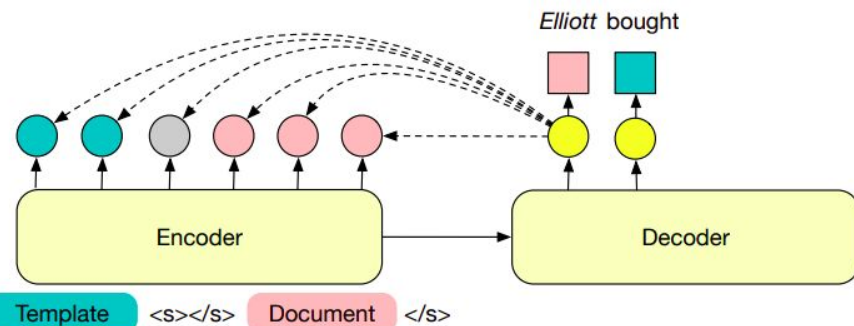 Elliott bought
Encoder
Decoder
Template <s></s> Document </s>